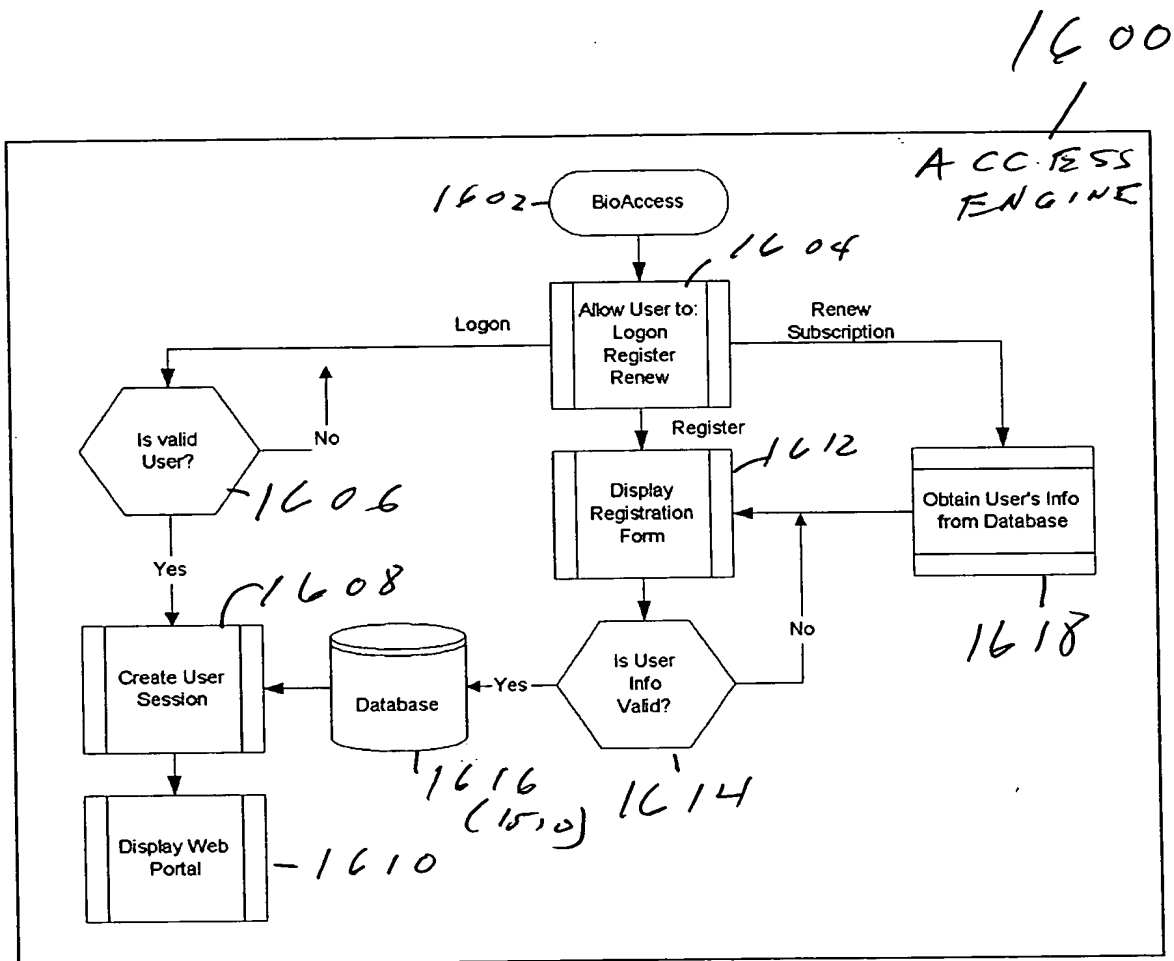 1600
ACCESS
ENGINE
1602
BioAccess
1604
Allow User to:
Logon
Register
Renew
Logon
Renew
Subscription
Is valid
User?
No
1606
Register
1612
Display
Registration
Form
Obtain User's Info
from Database
1618
Yes
1608
Create User
Session
Database
Yes
Is User
Info
Valid?
No
1616
(1510)
1614
Display Web
Portal
1610